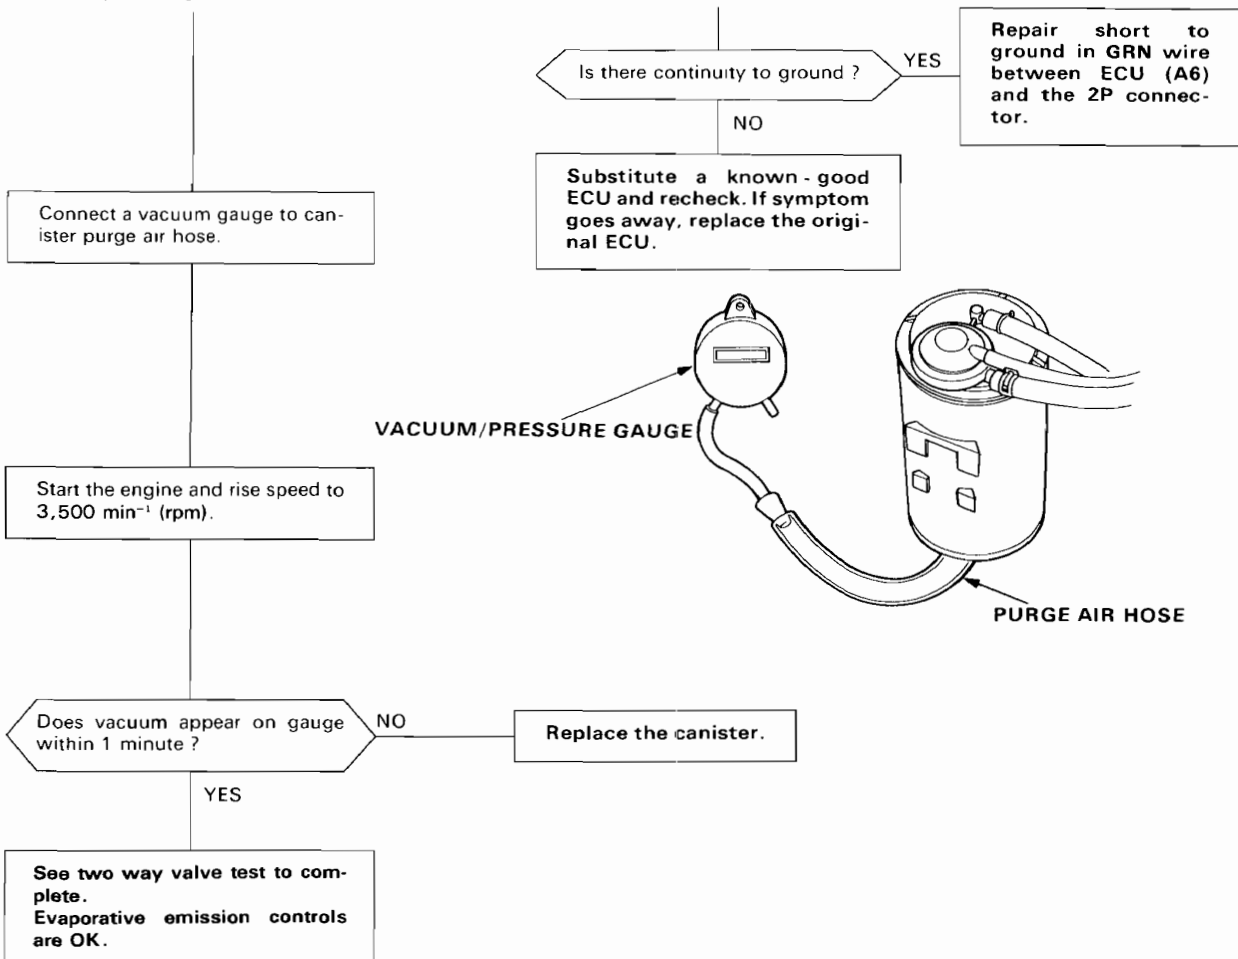 Is there continuity to ground ?
YES
Repair short to
ground in GRN wire
between ECU (A6)
and the 2P connec-
tor.
NO
Substitute a known - good
ECU and recheck. If symptom
goes away, replace the origi-
nal ECU.
Connect a vacuum gauge to can-
ister purge air hose.
VACUUM/PRESSURE GAUGE
Start the engine and rise speed to
3,500 min⁻¹ (rpm).
PURGE AIR HOSE
Does vacuum appear on gauge
within 1 minute ?
NO
Replace the canister.
YES
See two way valve test to com-
plete.
Evaporative emission controls
are OK.